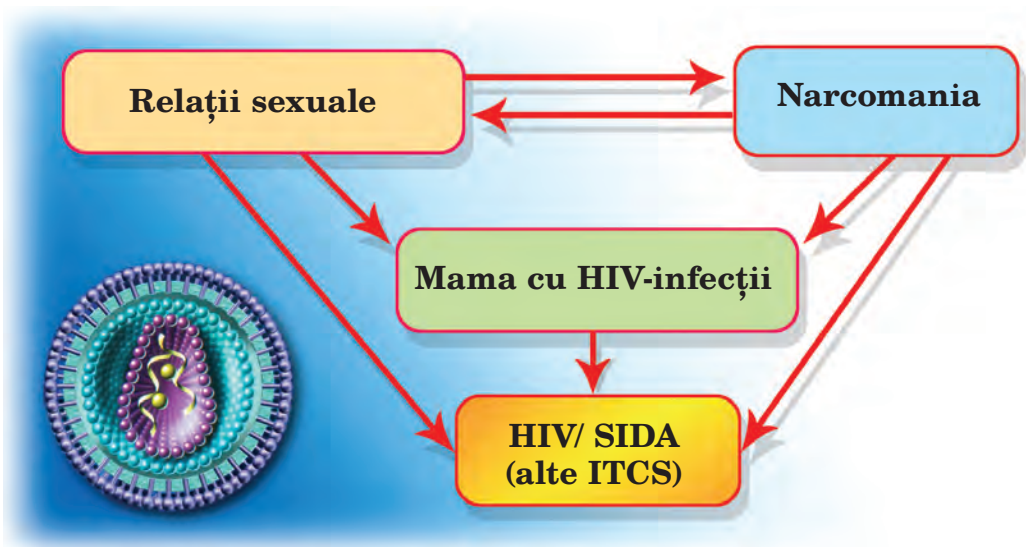 Relații sexuale
Narcomania
Mama cu HIV-infecții
HIV/ SIDA
(alte ITCS)